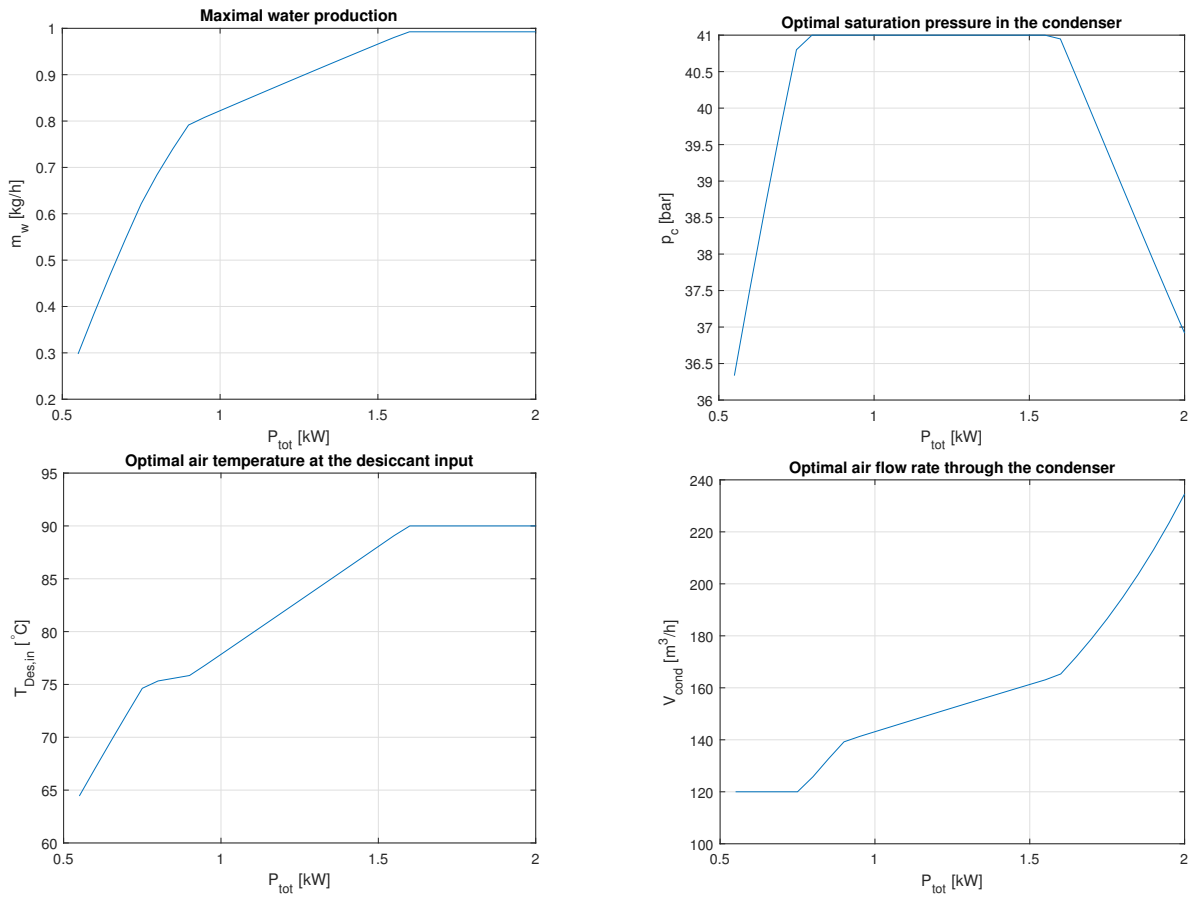 Maximal water production
1
0.9
0.8
0.7
0.6
0.5
0.4
0.3
0.2
m_w [kg/h]
0.5 1 1.5 2
P_tot [kW]
Optimal saturation pressure in the condenser
41
40.5
40
39.5
39
38.5
38
37.5
37
36.5
36
p_c [bar]
0.5 1 1.5 2
P_tot [kW]
Optimal air temperature at the desiccant input
95
90
85
80
75
70
65
60
T_Des,in [°C]
0.5 1 1.5 2
P_tot [kW]
Optimal air flow rate through the condenser
240
220
200
180
160
140
120
100
V_cond [m³/h]
0.5 1 1.5 2
P_tot [kW]